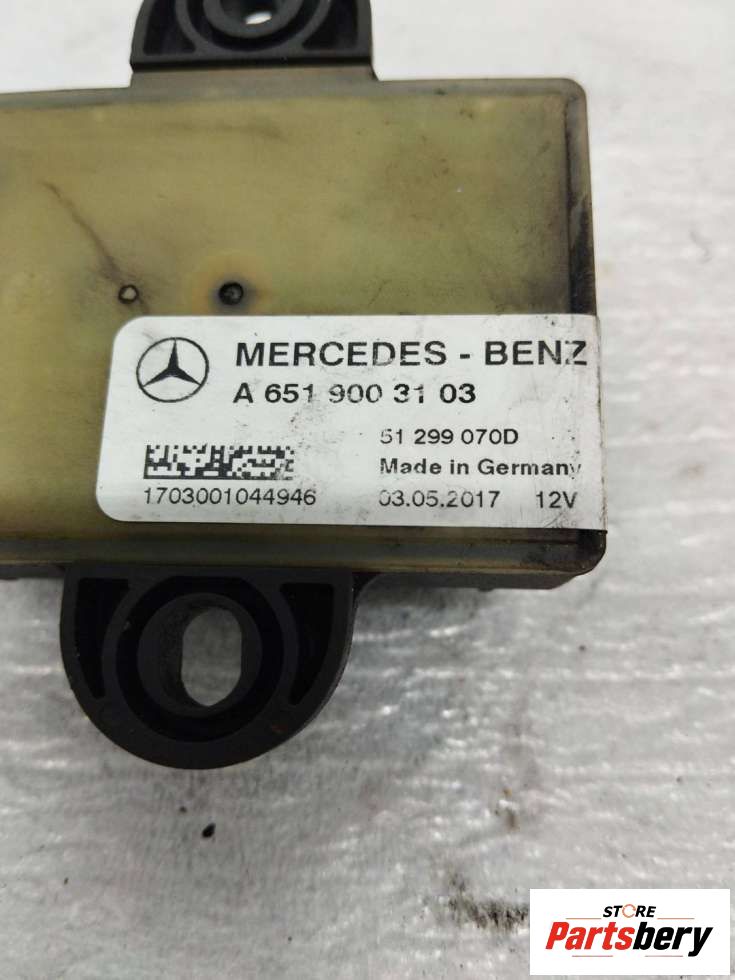 MERCEDES - BENZ
A 651 900 31 03
51 299 070D
Made in Germany
1703001044946 03.05.2017 12V
STORE
Partsbery